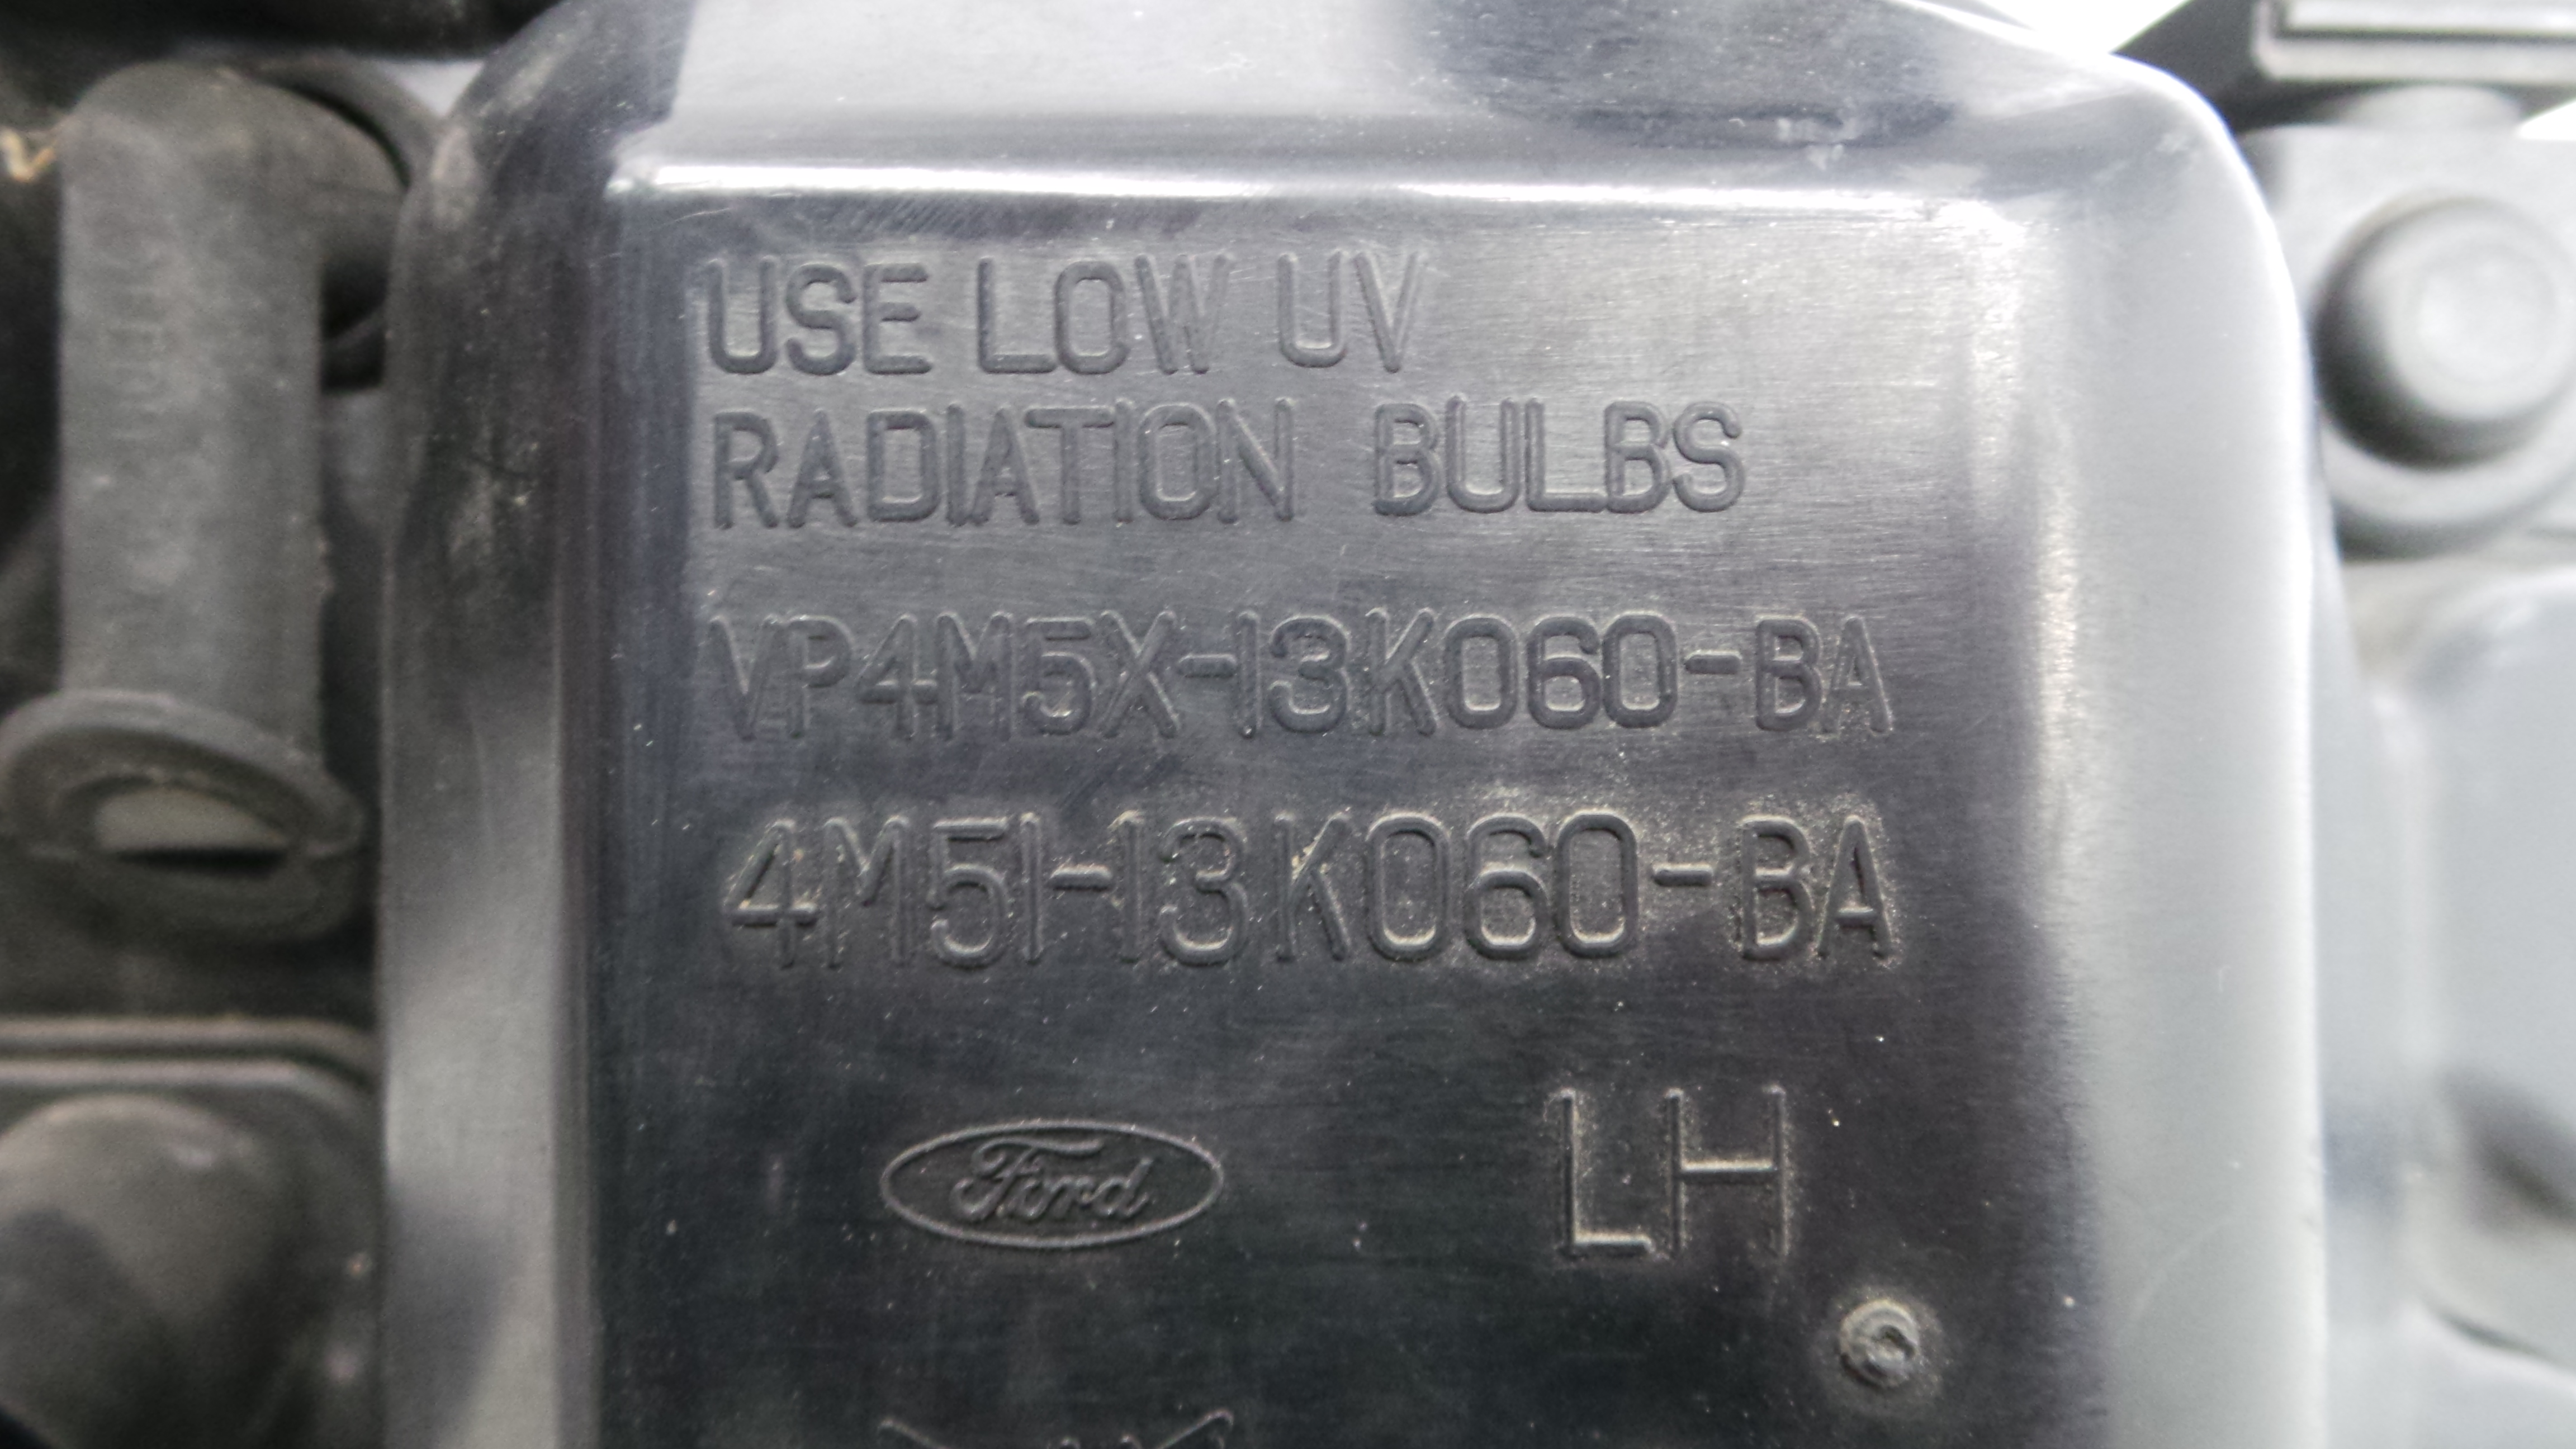 USE LOW UV
RADIATION BULBS
VP4M5X-13K060-BA
4M51-13K060-BA
Ford LH